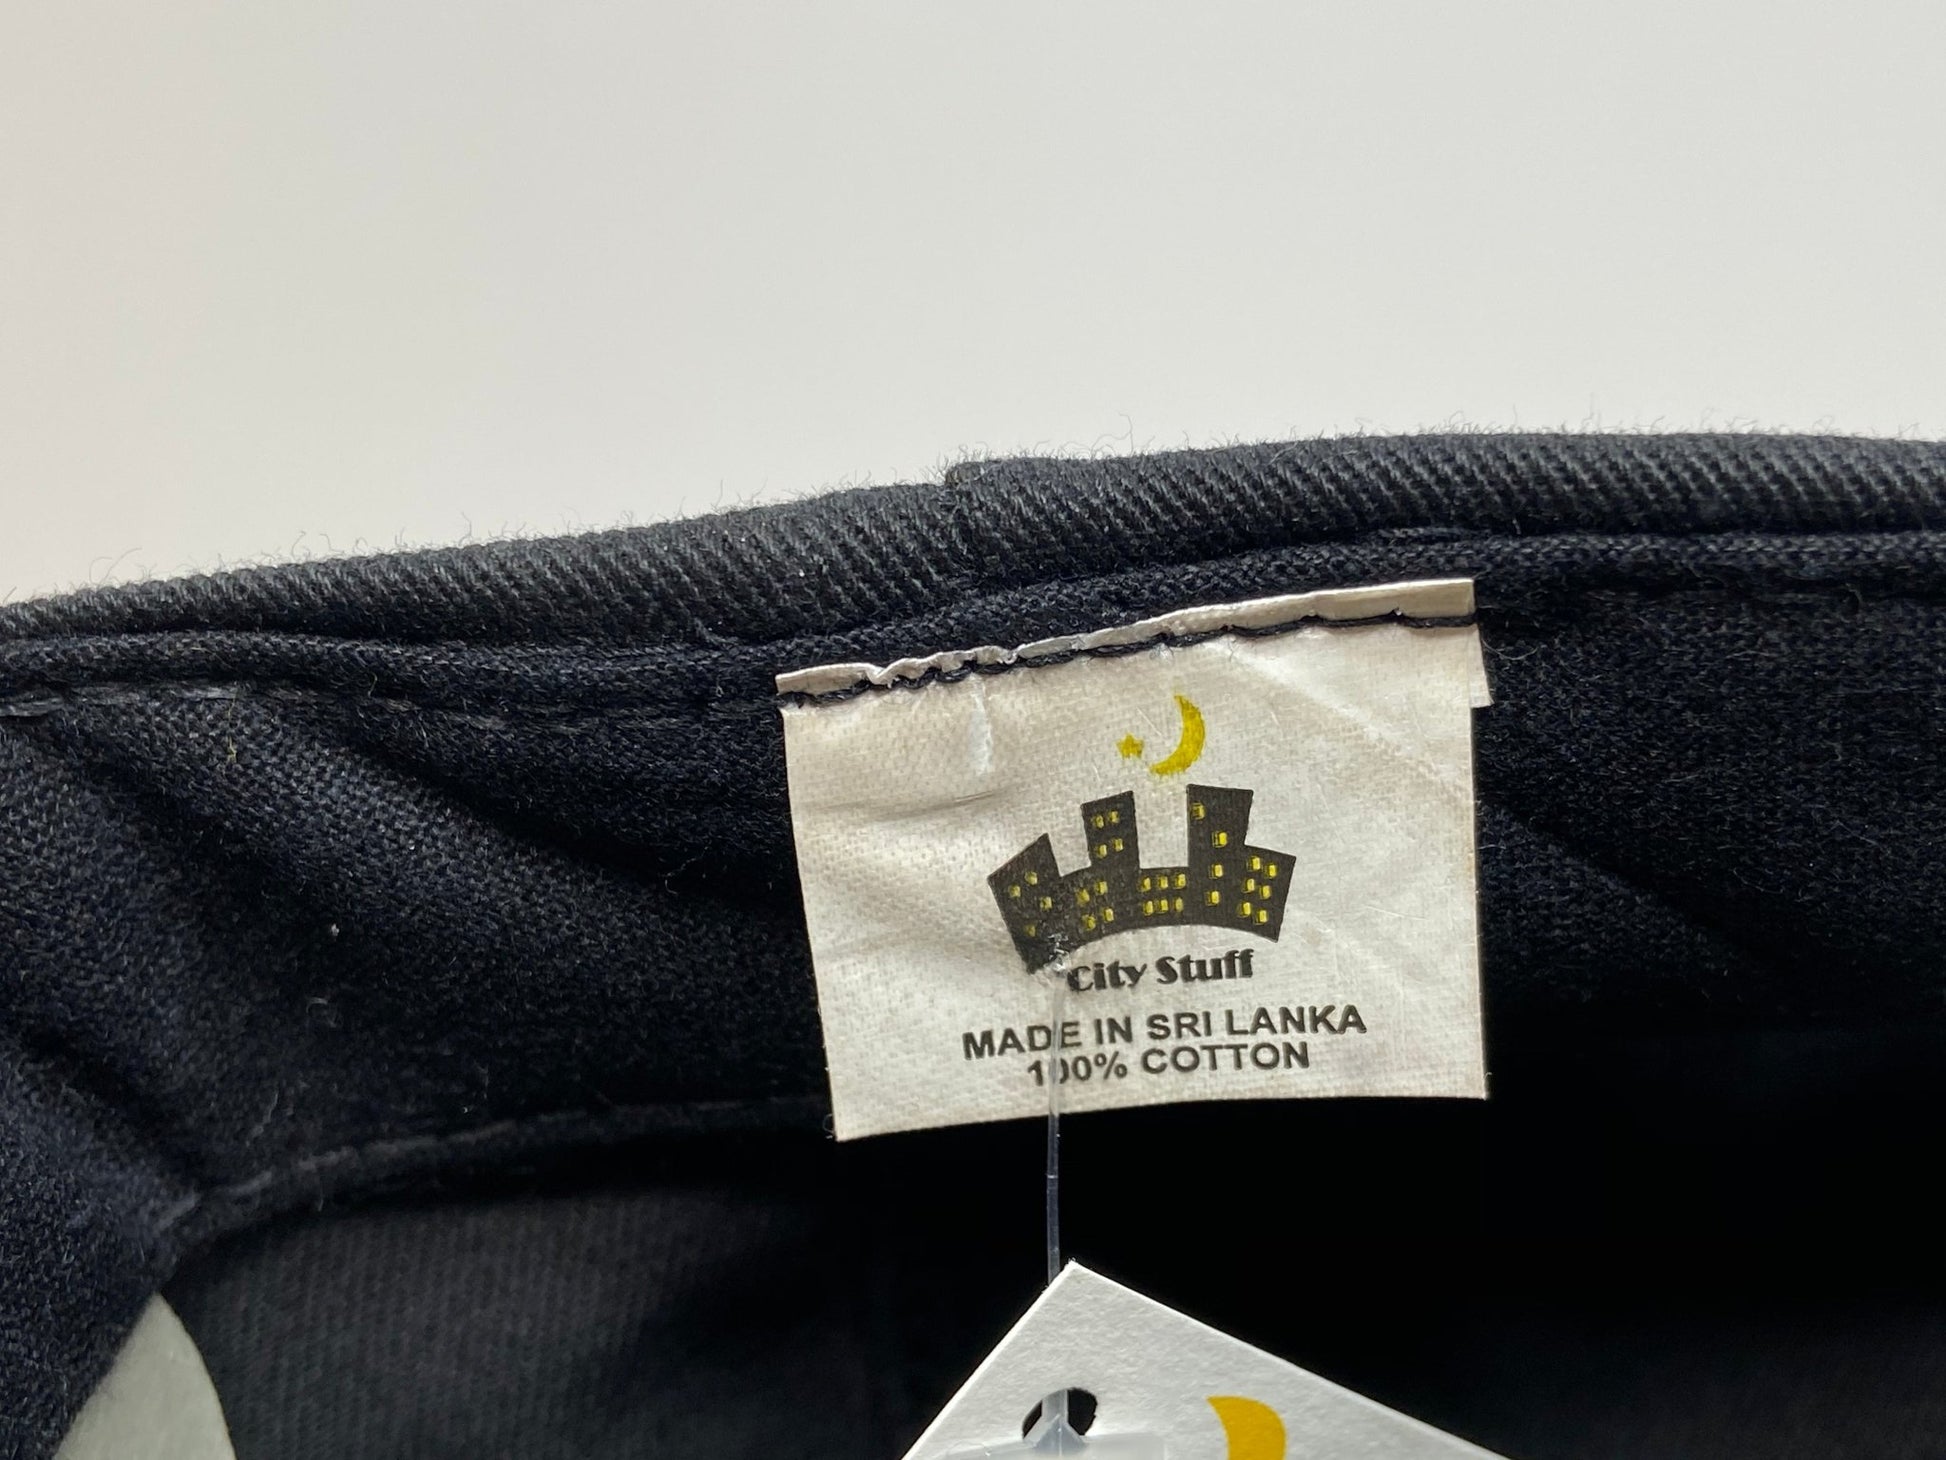 City Stuff
MADE IN SRI LANKA
100% COTTON